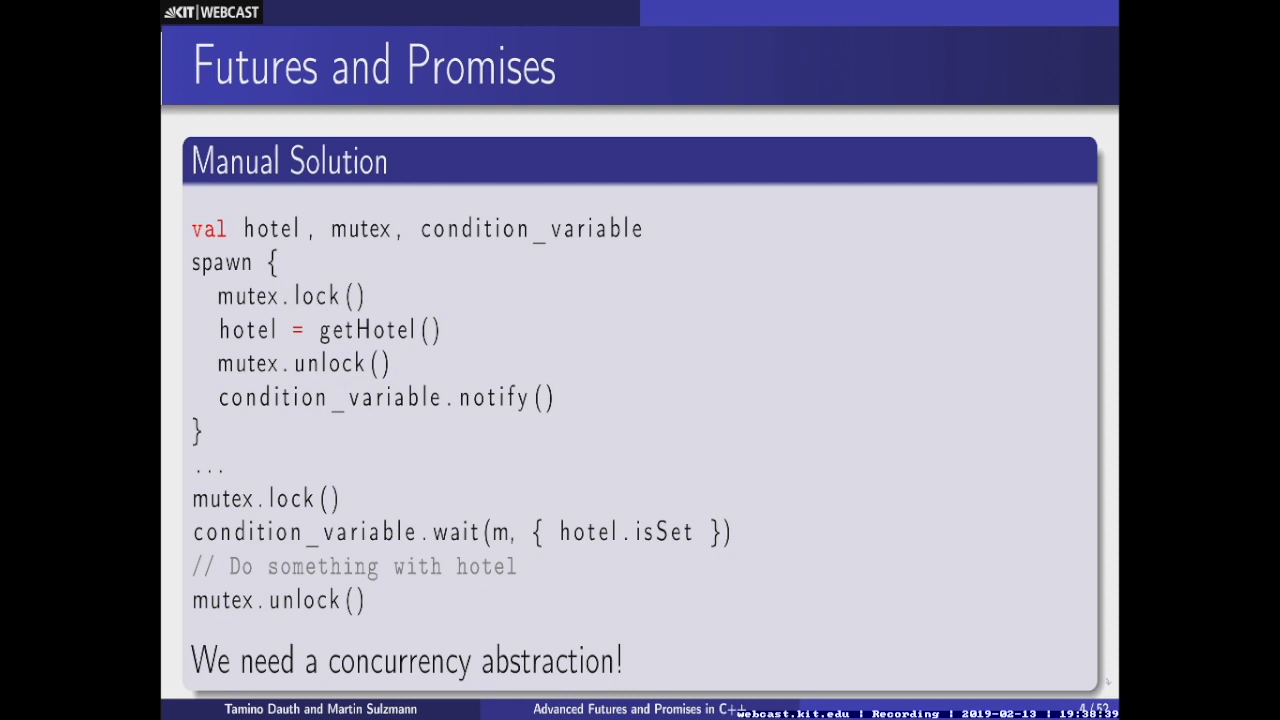 KIT | WEBCAST
Futures and Promises
Manual Solution
val hotel, mutex, condition_variable
spawn {
mutex.lock()
hotel = getHotel()
mutex.unlock()
condition_variable.notify()
}
...
mutex.lock()
condition_variable.wait(m, { hotel.isSet })
// Do something with hotel
mutex.unlock()
We need a concurrency abstraction!
Tamino Dauth and Martin Sulzmann Advanced Futures and Promises in C++ 4/52
webcast.kit.edu | Recording | 2019-02-13 | 19:38:39